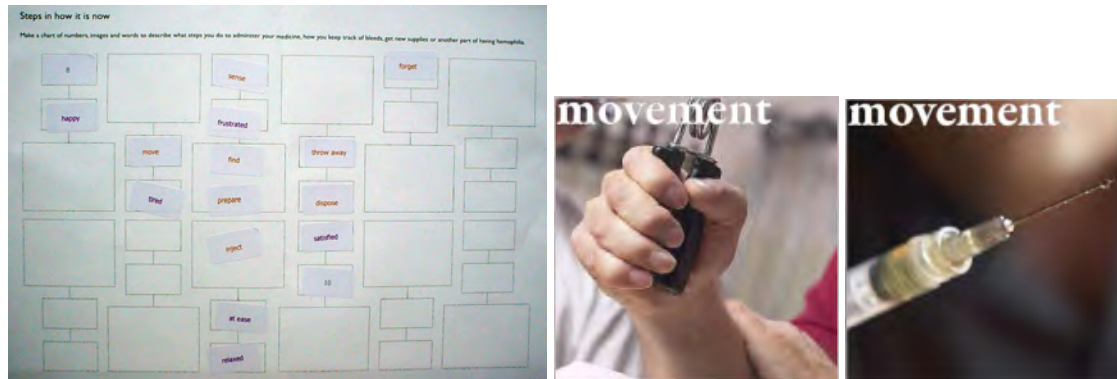 Steps in how it is now
Make a chart of numbers, images and words to describe what steps you do to administer your medicine, how you keep track of bleeds, get new supplies or another part of having hemophilia.
8
happy
move
tired
sense
frustrated
find
prepare
inject
at ease
relaxed
throw away
dispose
satisfied
10
forget
movement
movement